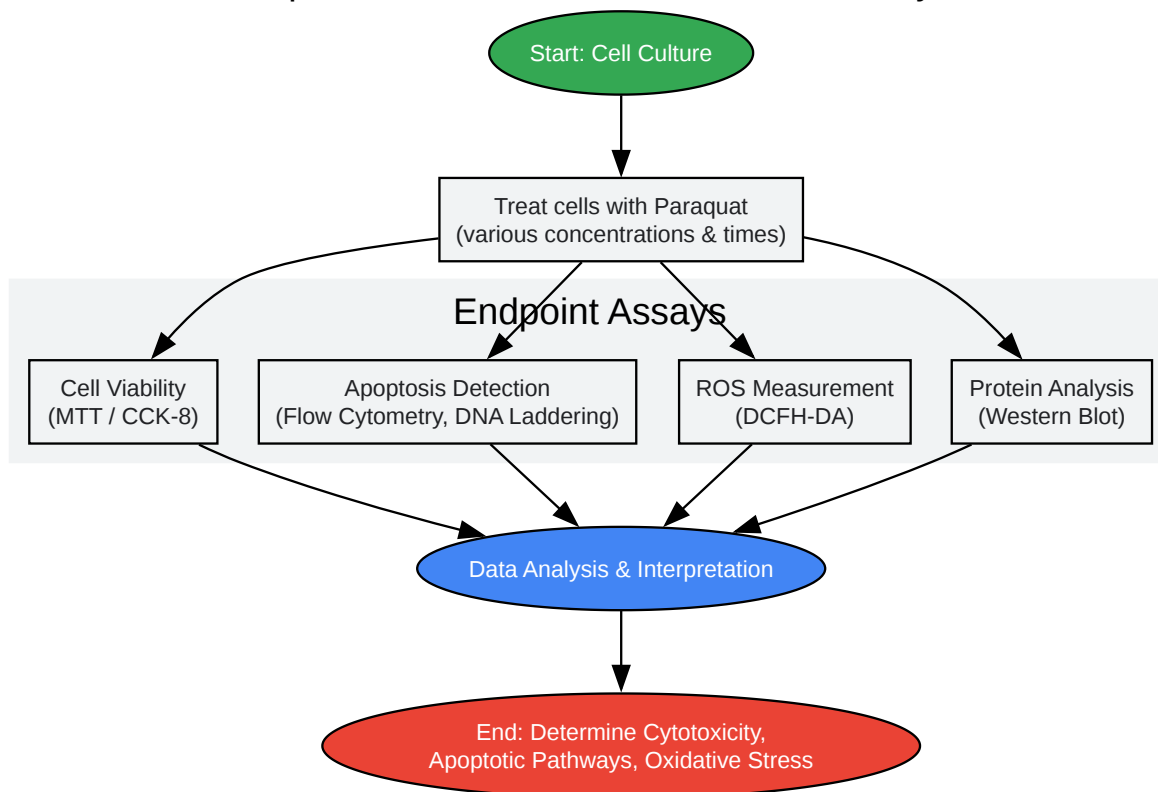 Start: Cell Culture
Treat cells with Paraquat
(various concentrations & times)
Endpoint Assays
Cell Viability
(MTT / CCK-8)
Apoptosis Detection
(Flow Cytometry, DNA Laddering)
ROS Measurement
(DCFH-DA)
Protein Analysis
(Western Blot)
Data Analysis & Interpretation
End: Determine Cytotoxicity,
Apoptotic Pathways, Oxidative Stress